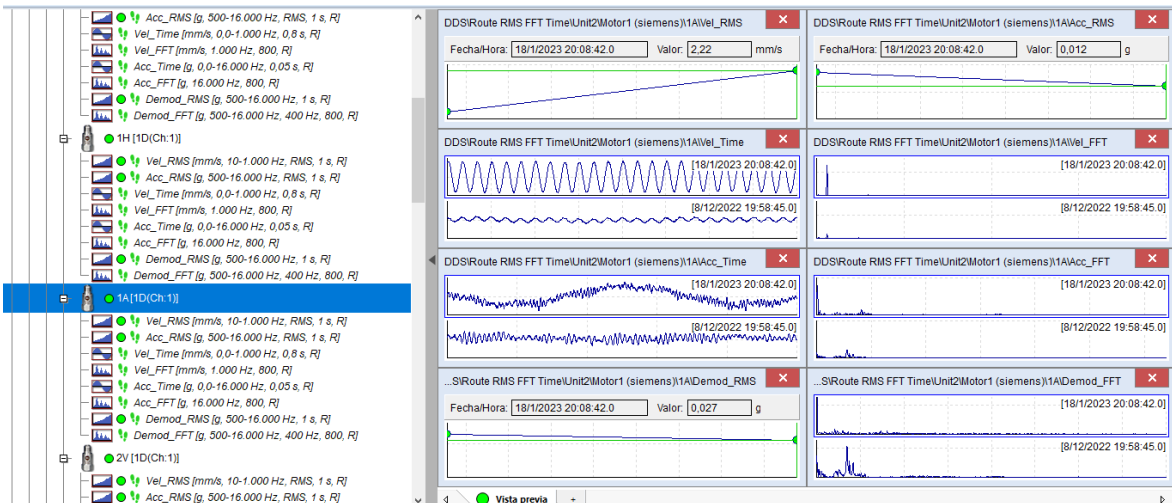 Acc_RMS [g, 500-16.000 Hz, RMS, 1 s, R]
Vel_Time [mm/s, 0,0-1.000 Hz, 0,8 s, R]
Vel_FFT [mm/s, 1.000 Hz, 800, R]
Acc_Time [g, 0,0-16.000 Hz, 0,05 s, R]
Acc_FFT [g, 16.000 Hz, 800, R]
Demod_RMS [g, 500-16.000 Hz, 1 s, R]
Demod_FFT [g, 500-16.000 Hz, 400 Hz, 800, R]
1H [1D(Ch:1)]
Vel_RMS [mm/s, 10-1.000 Hz, RMS, 1 s, R]
Acc_RMS [g, 500-16.000 Hz, RMS, 1 s, R]
Vel_Time [mm/s, 0,0-1.000 Hz, 0,8 s, R]
Vel_FFT [mm/s, 1.000 Hz, 800, R]
Acc_Time [g, 0,0-16.000 Hz, 0,05 s, R]
Acc_FFT [g, 16.000 Hz, 800, R]
Demod_RMS [g, 500-16.000 Hz, 1 s, R]
Demod_FFT [g, 500-16.000 Hz, 400 Hz, 800, R]
1A [1D(Ch:1)]
Vel_RMS [mm/s, 10-1.000 Hz, RMS, 1 s, R]
Acc_RMS [g, 500-16.000 Hz, RMS, 1 s, R]
Vel_Time [mm/s, 0,0-1.000 Hz, 0,8 s, R]
Vel_FFT [mm/s, 1.000 Hz, 800, R]
Acc_Time [g, 0,0-16.000 Hz, 0,05 s, R]
Acc_FFT [g, 16.000 Hz, 800, R]
Demod_RMS [g, 500-16.000 Hz, 1 s, R]
Demod_FFT [g, 500-16.000 Hz, 400 Hz, 800, R]
2V [1D(Ch:1)]
Vel_RMS [mm/s, 10-1.000 Hz, RMS, 1 s, R]
Acc_RMS [g, 500-16.000 Hz, RMS, 1 s, R]
DDS\Route RMS FFT Time\Unit2\Motor1 (siemens)\1A\Vel_RMS
Fecha/Hora: 18/1/2023 20:08:42.0 Valor: 2,22 mm/s
DDS\Route RMS FFT Time\Unit2\Motor1 (siemens)\1A\Acc_RMS
Fecha/Hora: 18/1/2023 20:08:42.0 Valor: 0,012 g
DDS\Route RMS FFT Time\Unit2\Motor1 (siemens)\1A\Vel_Time
[18/1/2023 20:08:42.0]
[8/12/2022 19:58:45.0]
DDS\Route RMS FFT Time\Unit2\Motor1 (siemens)\1A\Vel_FFT
[18/1/2023 20:08:42.0]
[8/12/2022 19:58:45.0]
DDS\Route RMS FFT Time\Unit2\Motor1 (siemens)\1A\Acc_Time
[18/1/2023 20:08:42.0]
[8/12/2022 19:58:45.0]
DDS\Route RMS FFT Time\Unit2\Motor1 (siemens)\1A\Acc_FFT
[18/1/2023 20:08:42.0]
[8/12/2022 19:58:45.0]
...S\Route RMS FFT Time\Unit2\Motor1 (siemens)\1A\Demod_RMS
Fecha/Hora: 18/1/2023 20:08:42.0 Valor: 0,027 g
...S\Route RMS FFT Time\Unit2\Motor1 (siemens)\1A\Demod_FFT
[18/1/2023 20:08:42.0]
[8/12/2022 19:58:45.0]
Vista previa +